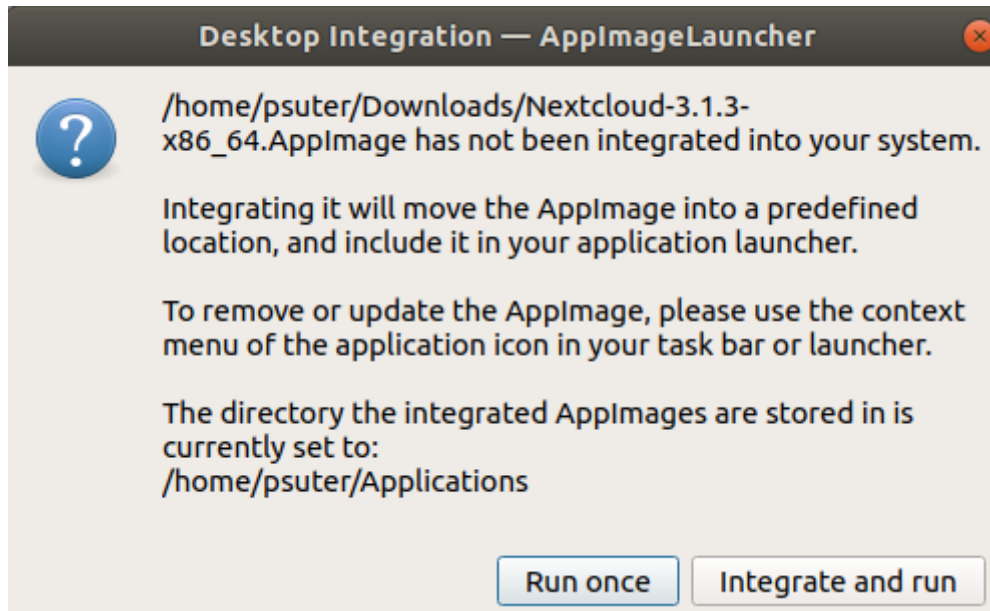 Desktop Integration — AppImageLauncher
/home/psuter/Downloads/Nextcloud-3.1.3-
x86_64.AppImage has not been integrated into your system.
Integrating it will move the AppImage into a predefined
location, and include it in your application launcher.
To remove or update the AppImage, please use the context
menu of the application icon in your task bar or launcher.
The directory the integrated AppImages are stored in is
currently set to:
/home/psuter/Applications
Run once
Integrate and run